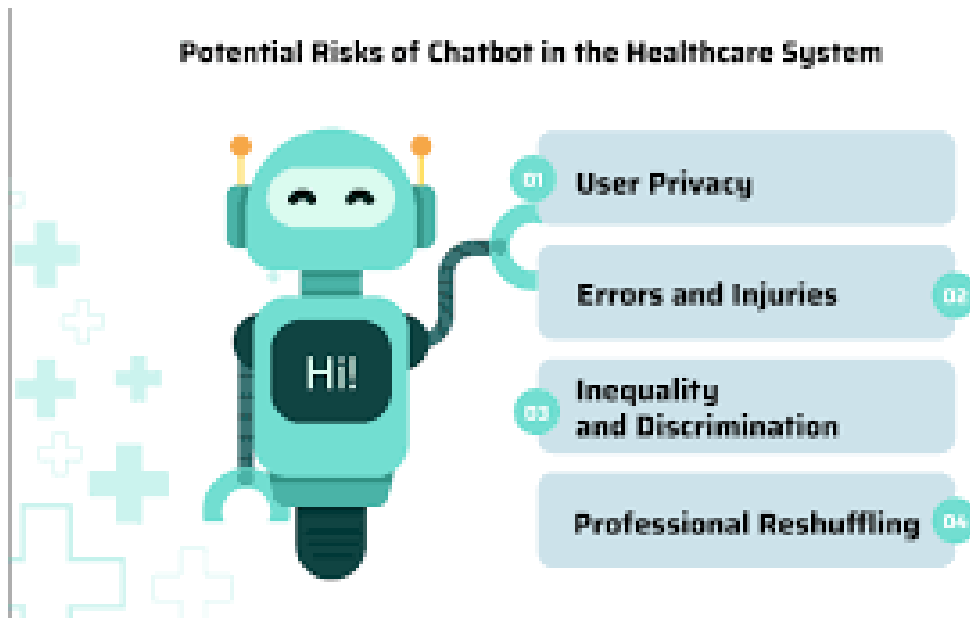 Potential Risks of Chatbot in the Healthcare System
01
User Privacy
Errors and Injuries
02
Hi!
03
Inequality
and Discrimination
Professional Reshuffling
04